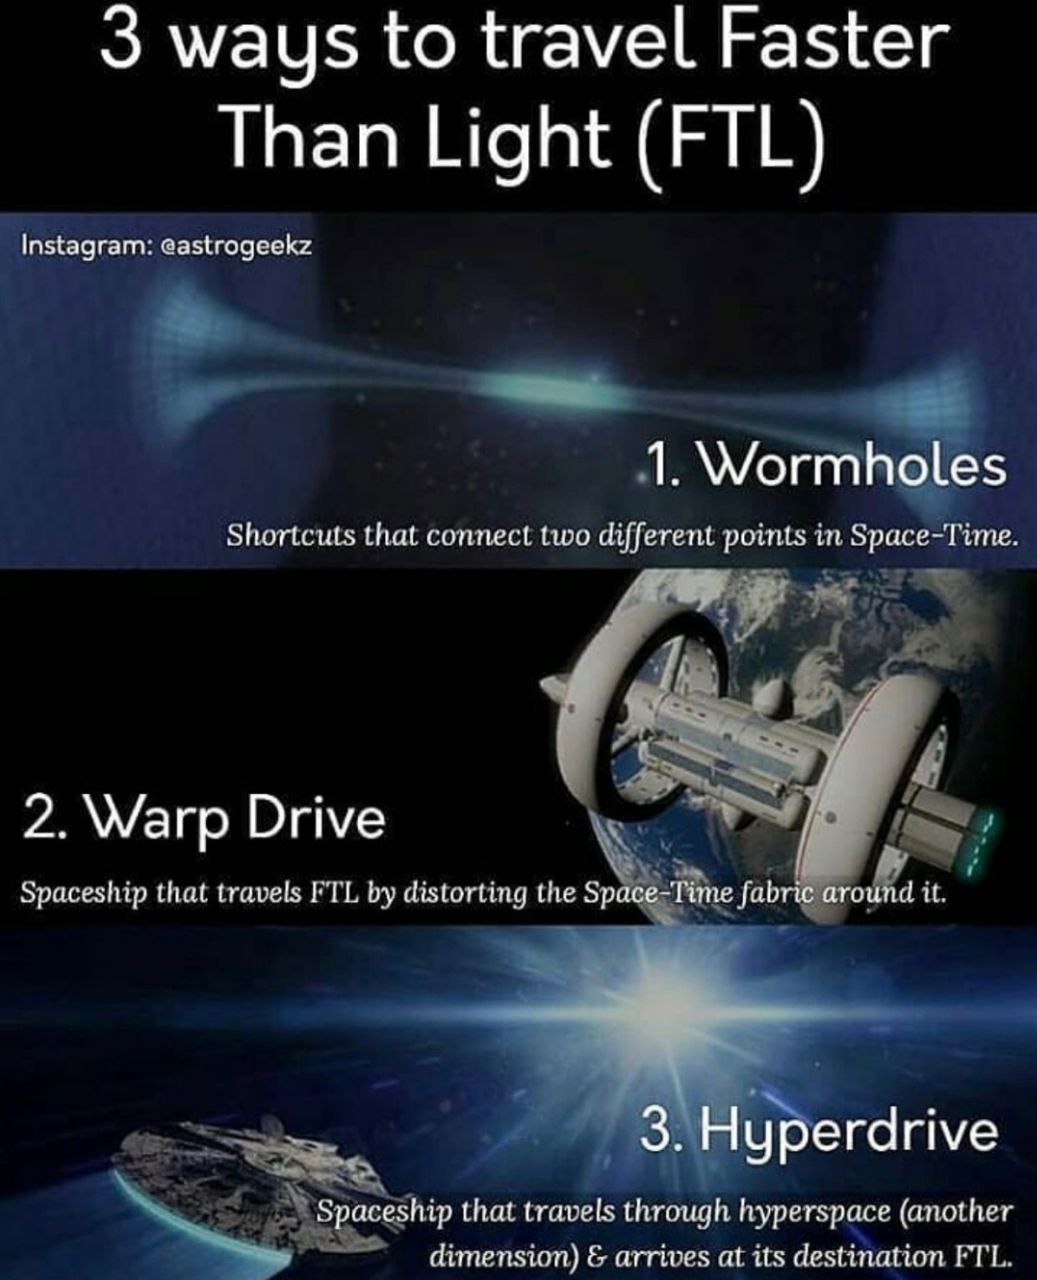 3 ways to travel Faster
Than Light (FTL)
Instagram: @astrogeekz
1. Wormholes
Shortcuts that connect two different points in Space-Time.
2. Warp Drive
Spaceship that travels FTL by distorting the Space-Time fabric around it.
3. Hyperdrive
Spaceship that travels through hyperspace (another
dimension) & arrives at its destination FTL.